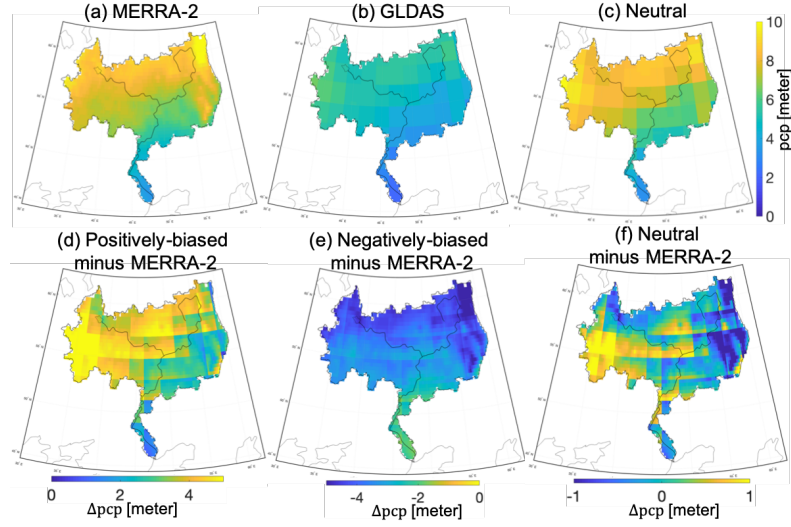 (a) MERRA-2
(b) GLDAS
(c) Neutral
10
8
6
4
2
0
pcp [meter]
(d) Positively-biased
minus MERRA-2
(e) Negatively-biased
minus MERRA-2
(f) Neutral
minus MERRA-2
0 2 4
Δpcp [meter]
-4 -2 0
Δpcp [meter]
-1 0 1
Δpcp [meter]